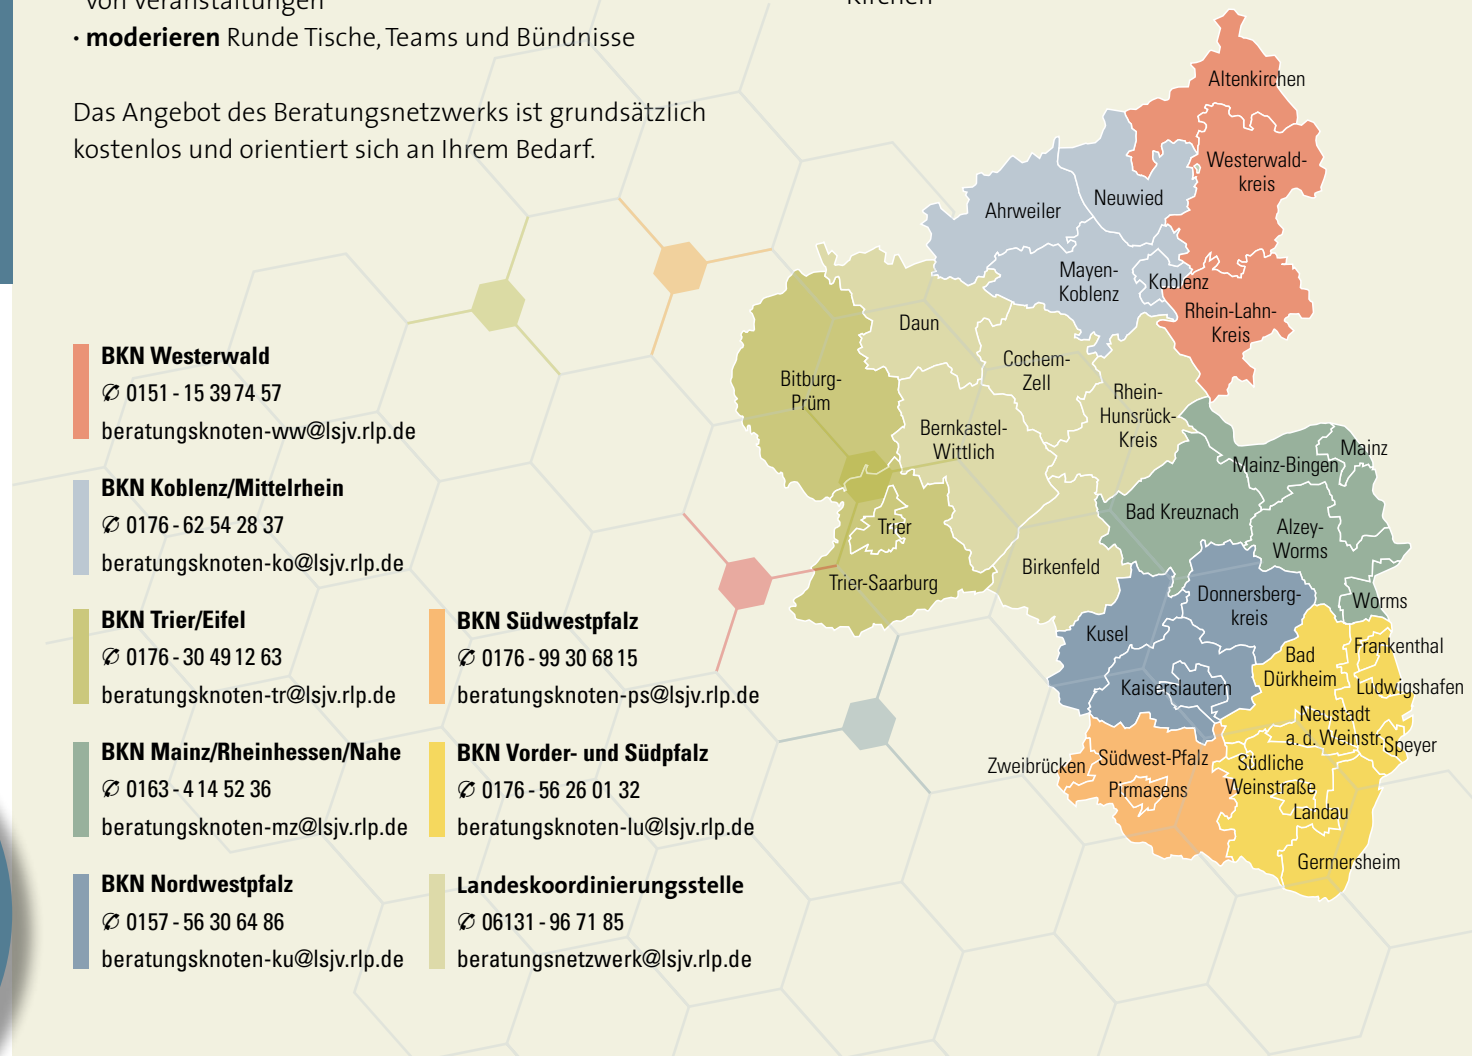 von Veranstaltungen
· moderieren Runde Tische, Teams und Bündnisse
Das Angebot des Beratungsnetzwerks ist grundsätzlich
kostenlos und orientiert sich an Ihrem Bedarf.
Kirchen
BKN Westerwald
✆ 0151 - 15 39 74 57
beratungsknoten-ww@lsjv.rlp.de
BKN Koblenz/Mittelrhein
✆ 0176 - 62 54 28 37
beratungsknoten-ko@lsjv.rlp.de
BKN Trier/Eifel
✆ 0176 - 30 49 12 63
beratungsknoten-tr@lsjv.rlp.de
BKN Mainz/Rheinhessen/Nahe
✆ 0163 - 4 14 52 36
beratungsknoten-mz@lsjv.rlp.de
BKN Nordwestpfalz
✆ 0157 - 56 30 64 86
beratungsknoten-ku@lsjv.rlp.de
BKN Südwestpfalz
✆ 0176 - 99 30 68 15
beratungsknoten-ps@lsjv.rlp.de
BKN Vorder- und Südpfalz
✆ 0176 - 56 26 01 32
beratungsknoten-lu@lsjv.rlp.de
Landeskoordinierungsstelle
✆ 06131 - 96 71 85
beratungsnetzwerk@lsjv.rlp.de
Altenkirchen
Westerwald-
kreis
Neuwied
Ahrweiler
Mayen-
Koblenz
Koblenz
Rhein-Lahn-
Kreis
Daun
Cochem-
Zell
Bitburg-
Prüm
Rhein-
Hunsrück-
Kreis
Bernkastel-
Wittlich
Mainz
Mainz-Bingen
Bad Kreuznach
Alzey-
Worms
Trier
Birkenfeld
Trier-Saarburg
Donnersberg-
kreis
Worms
Kusel
Frankenthal
Bad
Dürkheim
Kaiserslautern
Ludwigshafen
Neustadt
a. d. Weinstr.
Speyer
Zweibrücken
Südwest-Pfalz
Südliche
Weinstraße
Pirmasens
Landau
Germersheim